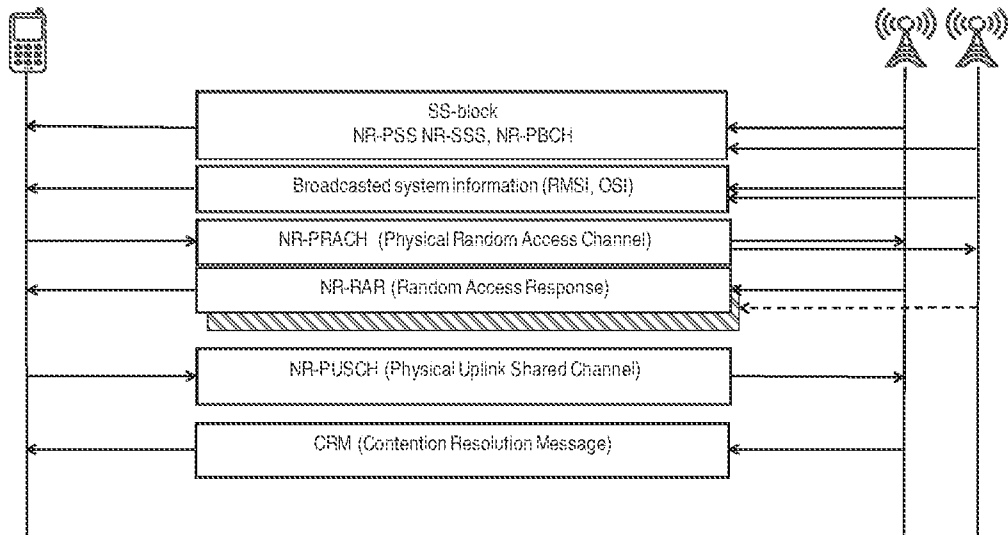 SS-block
NR-PSS NR-SSS, NR-PBCH
Broadcasted system information (RMSI, OSI)
NR-PRACH (Physical Random Access Channel)
NR-RAR (Random Access Response)
NR-PUSCH (Physical Uplink Shared Channel)
CRM (Contention Resolution Message)